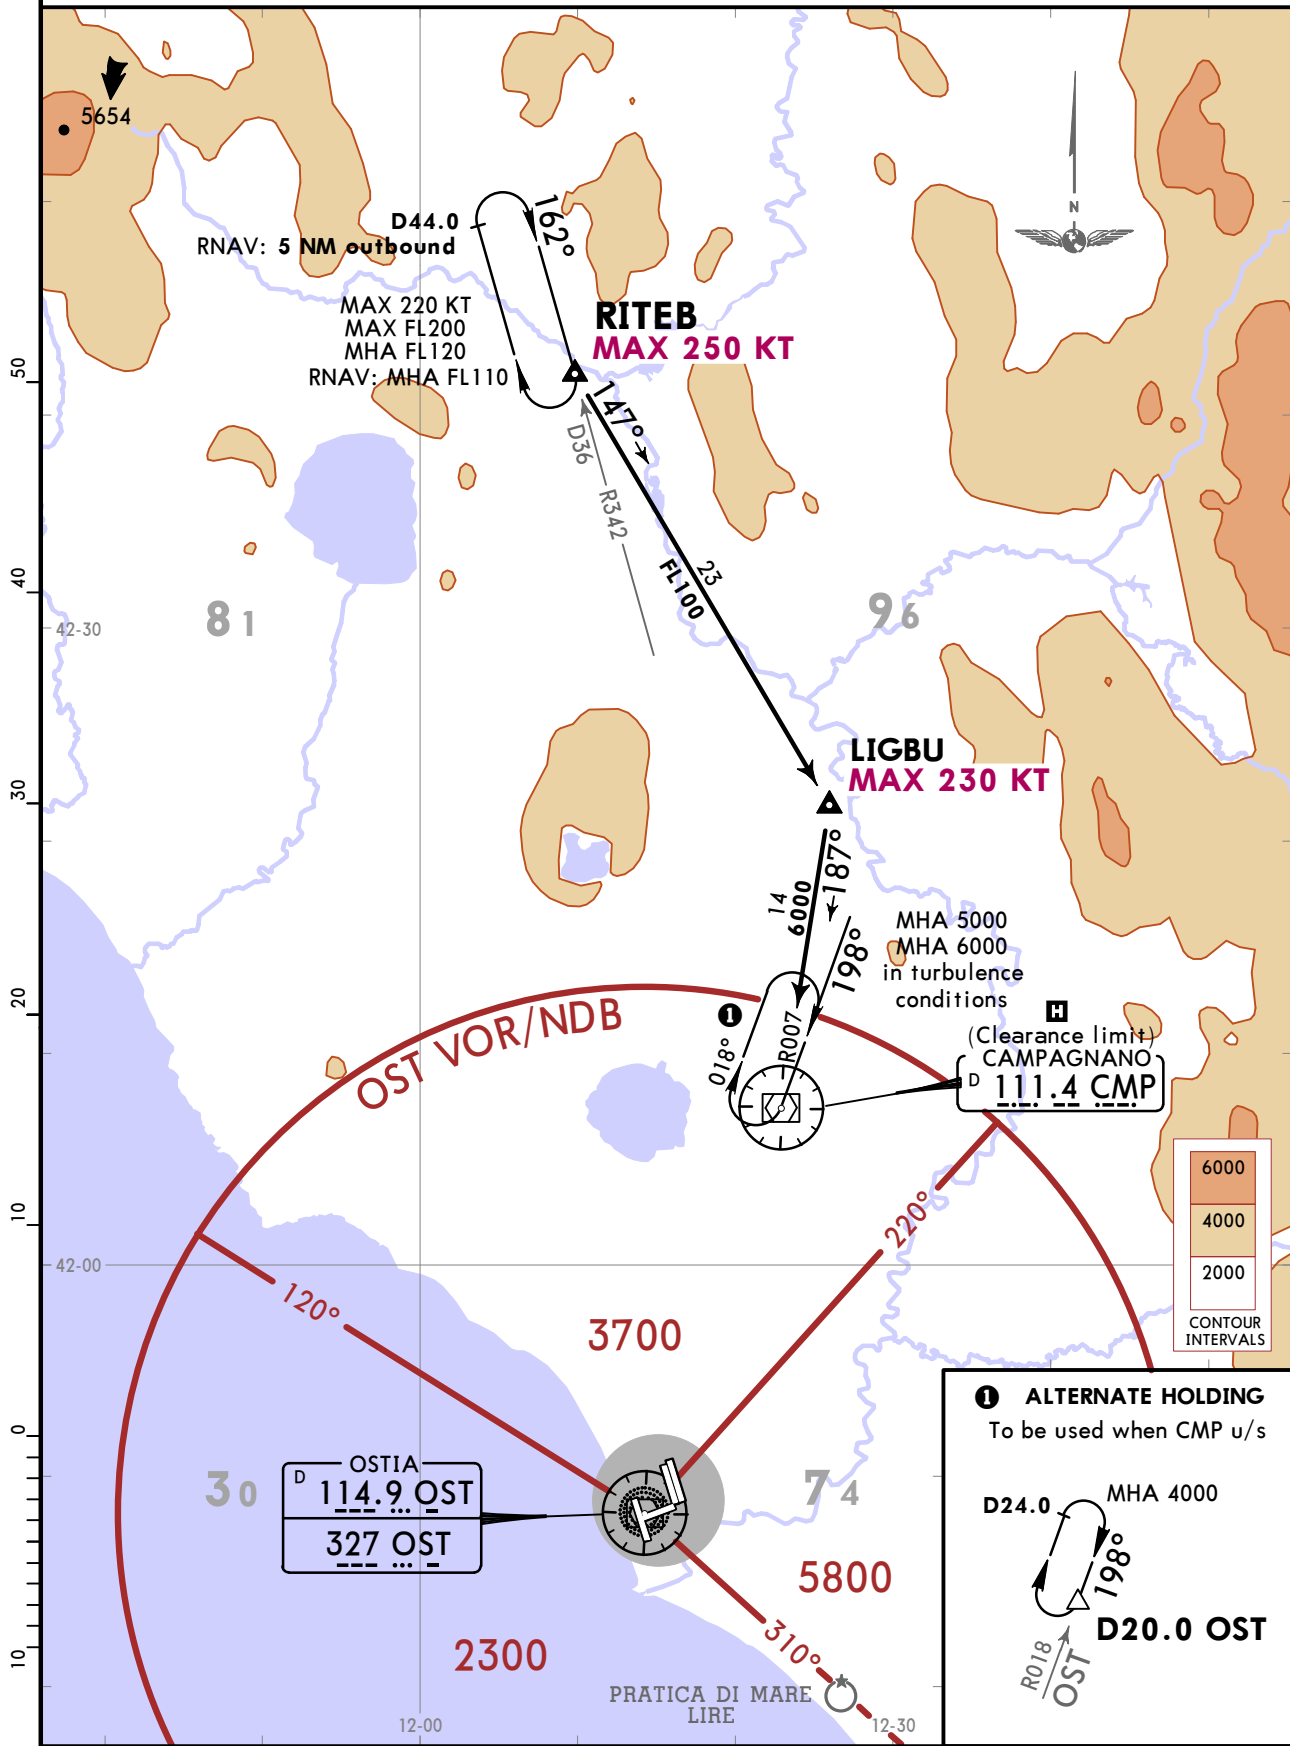 5654
N
162°
D44.0
RNAV: 5 NM outbound
MAX 220 KT
MAX FL200
MHA FL120
RNAV: MHA FL110
RITEB
MAX 250 KT
147°
D36
R342
23
FL100
50
40
30
20
10
0
10
81
96
42-30
LIGBU
MAX 230 KT
187°
14
6000
198°
MHA 5000
MHA 6000
in turbulence
conditions
H
(Clearance limit)
CAMPAGNANO
D 111.4 CMP
1
018°
R007
OST VOR/NDB
6000
4000
2000
CONTOUR
INTERVALS
220°
120°
42-00
3700
OSTIA
D 114.9 OST
327 OST
30
74
5800
2300
310°
PRATICA DI MARE
LIRE
12-00
12-30
1 ALTERNATE HOLDING
To be used when CMP u/s
D24.0
MHA 4000
198°
D20.0 OST
R018
OST